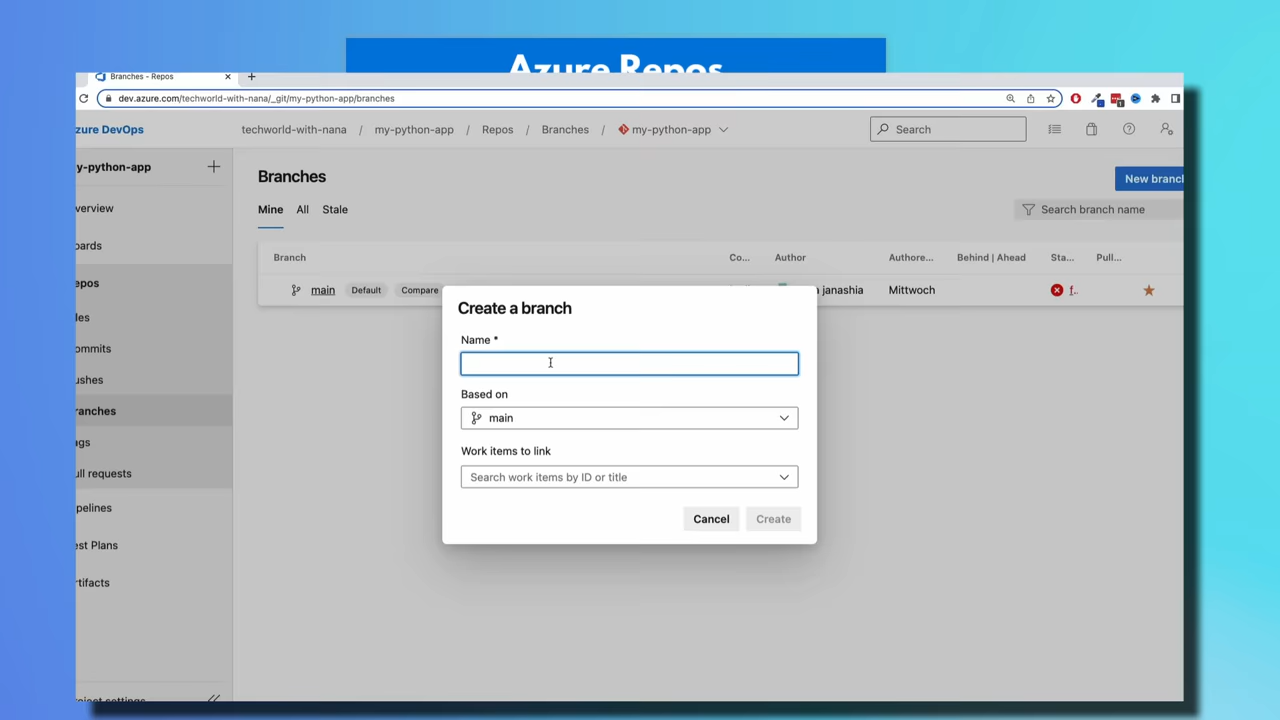 Azure Repos
Branches - Repos
dev.azure.com/techworld-with-nana/_git/my-python-app/branches
zure DevOps
techworld-with-nana / my-python-app / Repos / Branches / my-python-app
Search
y-python-app
Branches
New branch
verview
Mine All Stale
Search branch name
oards
Branch Co... Author Authore... Behind | Ahead Sta... Pull...
epos
main Default Compare janashia Mittwoch f..
les
ommits
ushes
ranches
ags
ull requests
ipelines
est Plans
rtifacts
oject settings
Create a branch
Name *
Based on
main
Work items to link
Search work items by ID or title
Cancel Create